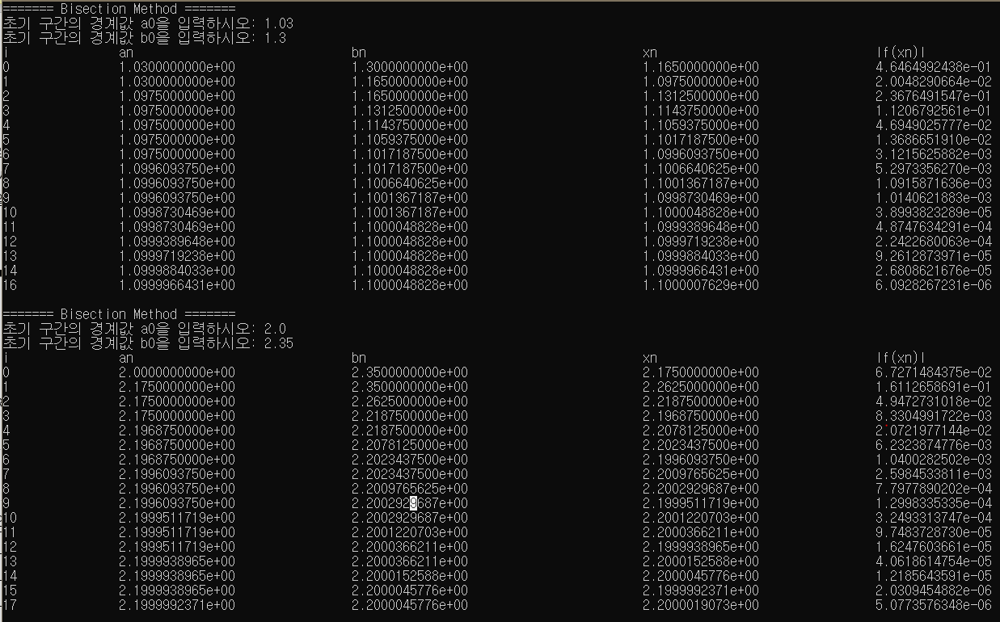 ======= Bisection Method =======
초기 구간의 경계값 a0을 입력하시오: 1.03
초기 구간의 경계값 b0을 입력하시오: 1.3
i an bn xn |f(xn)|
0 1.0300000000e+00 1.3000000000e+00 1.1650000000e+00 4.6464992438e-01
1 1.0300000000e+00 1.1650000000e+00 1.0975000000e+00 2.0048290664e-02
2 1.0975000000e+00 1.1650000000e+00 1.1312500000e+00 2.3676491547e-01
3 1.0975000000e+00 1.1312500000e+00 1.1143750000e+00 1.1206792561e-01
4 1.0975000000e+00 1.1143750000e+00 1.1059375000e+00 4.6949025777e-02
5 1.0975000000e+00 1.1059375000e+00 1.1017187500e+00 1.3686651910e-02
6 1.0975000000e+00 1.1017187500e+00 1.0996093750e+00 3.1215625882e-03
7 1.0996093750e+00 1.1017187500e+00 1.1006640625e+00 5.2973356270e-03
8 1.0996093750e+00 1.1006640625e+00 1.1001367187e+00 1.0915871636e-03
9 1.0996093750e+00 1.1001367187e+00 1.0998730469e+00 1.0140621883e-03
10 1.0998730469e+00 1.1001367187e+00 1.1000048828e+00 3.8993823289e-05
11 1.0998730469e+00 1.1000048828e+00 1.0999389648e+00 4.8747634291e-04
12 1.0999389648e+00 1.1000048828e+00 1.0999719238e+00 2.2422680063e-04
13 1.0999719238e+00 1.1000048828e+00 1.0999884033e+00 9.2612873971e-05
14 1.0999884033e+00 1.1000048828e+00 1.0999966431e+00 2.6808621676e-05
16 1.0999966431e+00 1.1000048828e+00 1.1000007629e+00 6.0928267231e-06
======= Bisection Method =======
초기 구간의 경계값 a0을 입력하시오: 2.0
초기 구간의 경계값 b0을 입력하시오: 2.35
i an bn xn |f(xn)|
0 2.0000000000e+00 2.3500000000e+00 2.1750000000e+00 6.7271484375e-02
1 2.1750000000e+00 2.3500000000e+00 2.2625000000e+00 1.6112658691e-01
2 2.1750000000e+00 2.2625000000e+00 2.2187500000e+00 4.9472731018e-02
3 2.1750000000e+00 2.2187500000e+00 2.1968750000e+00 8.3304991722e-03
4 2.1968750000e+00 2.2187500000e+00 2.2078125000e+00 2.0721977144e-02
5 2.1968750000e+00 2.2078125000e+00 2.2023437500e+00 6.2323874776e-03
6 2.1968750000e+00 2.2023437500e+00 2.1996093750e+00 1.0400282502e-03
7 2.1996093750e+00 2.2023437500e+00 2.2009765625e+00 2.5984533811e-03
8 2.1996093750e+00 2.2009765625e+00 2.2002929687e+00 7.7977890202e-04
9 2.1996093750e+00 2.2002929687e+00 2.1999511719e+00 1.2998335335e-04
10 2.1999511719e+00 2.2002929687e+00 2.2001220703e+00 3.2493313747e-04
11 2.1999511719e+00 2.2001220703e+00 2.2000366211e+00 9.7483728730e-05
12 2.1999511719e+00 2.2000366211e+00 2.1999938965e+00 1.6247603661e-05
13 2.1999938965e+00 2.2000366211e+00 2.2000152588e+00 4.0618614754e-05
14 2.1999938965e+00 2.2000152588e+00 2.2000045776e+00 1.2185643591e-05
15 2.1999938965e+00 2.2000045776e+00 2.1999992371e+00 2.0309454882e-06
17 2.1999992371e+00 2.2000045776e+00 2.2000019073e+00 5.0773576348e-06